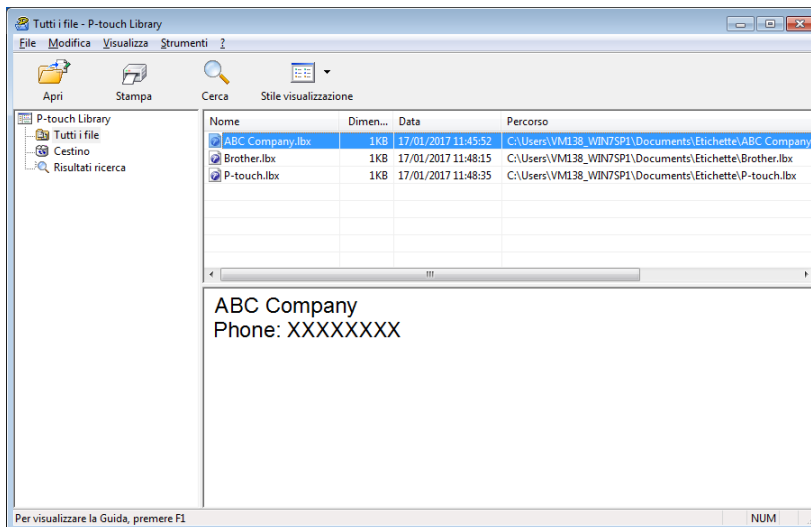 Tutti i file - P-touch Library
File Modifica Visualizza Strumenti ?
Apri Stampa Cerca Stile visualizzazione
P-touch Library
Tutti i file
Cestino
Risultati ricerca
Nome Dimen... Data Percorso
ABC Company.lbx 1KB 17/01/2017 11:45:52 C:\Users\VM138_WIN7SP1\Documents\Etichette\ABC Company
Brother.lbx 1KB 17/01/2017 11:48:15 C:\Users\VM138_WIN7SP1\Documents\Etichette\Brother.lbx
P-touch.lbx 1KB 17/01/2017 11:48:35 C:\Users\VM138_WIN7SP1\Documents\Etichette\P-touch.lbx
ABC Company
Phone: XXXXXXXX
Per visualizzare la Guida, premere F1 NUM